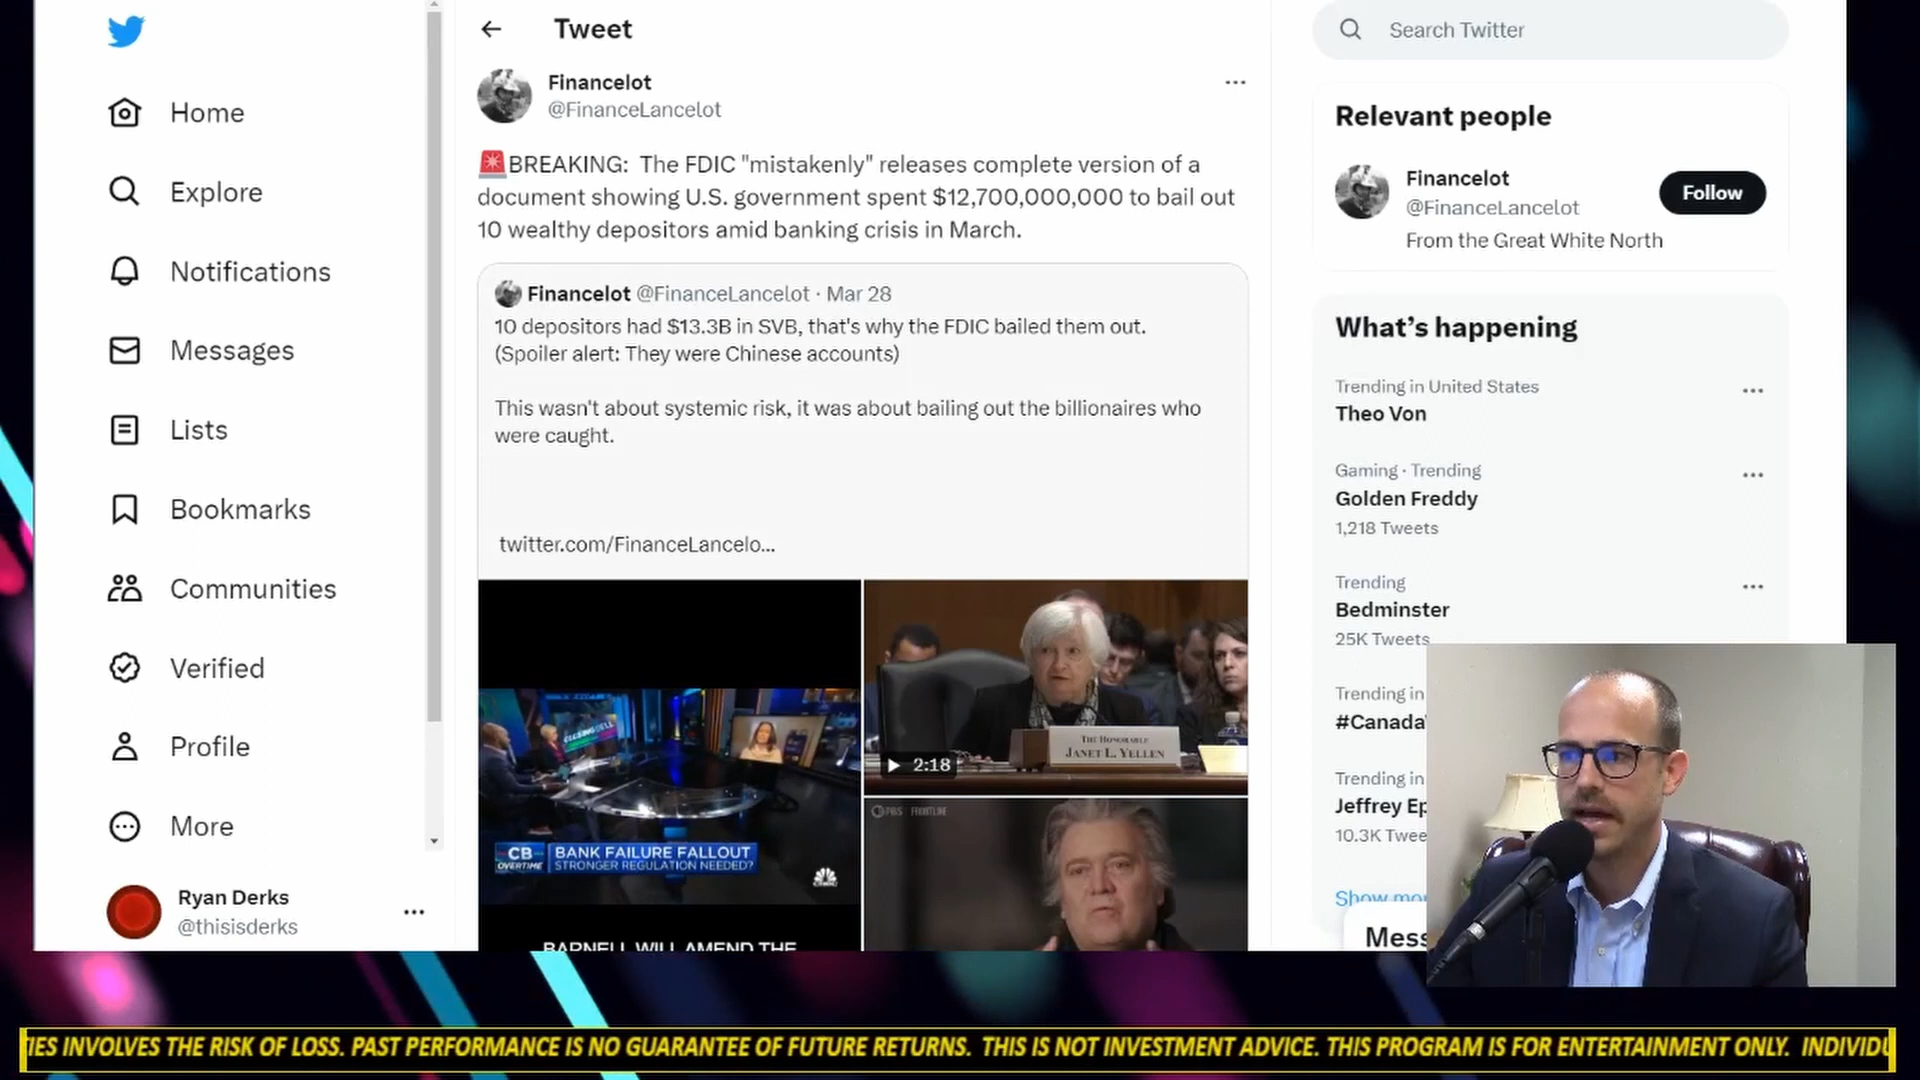 Home
Explore
Notifications
Messages
Lists
Bookmarks
Communities
Verified
Profile
More
Ryan Derks
@thisisderks
Tweet
Financelot
@FinanceLancelot
BREAKING: The FDIC "mistakenly" releases complete version of a
document showing U.S. government spent $12,700,000,000 to bail out
10 wealthy depositors amid banking crisis in March.
Financelot @FinanceLancelot · Mar 28
10 depositors had $13.3B in SVB, that's why the FDIC bailed them out.
(Spoiler alert: They were Chinese accounts)
This wasn't about systemic risk, it was about bailing out the billionaires who
were caught.
twitter.com/FinanceLancelo...
CLOSING BELL
CB OVERTIME
BANK FAILURE FALLOUT
STRONGER REGULATION NEEDED?
CNBC
BARNELL WILL AMEND THE
THE HONORABLE
JANET L. YELLEN
2:18
PBS FRONTLINE
Search Twitter
Relevant people
Financelot
@FinanceLancelot
From the Great White North
Follow
What's happening
Trending in United States
Theo Von
Gaming · Trending
Golden Freddy
1,218 Tweets
Trending
Bedminster
25K Tweets
Trending in
#Canada
Trending in
Jeffrey Ep
10.3K Twee
Show mor
Mess
IES INVOLVES THE RISK OF LOSS. PAST PERFORMANCE IS NO GUARANTEE OF FUTURE RETURNS. THIS IS NOT INVESTMENT ADVICE. THIS PROGRAM IS FOR ENTERTAINMENT ONLY. INDIVIDU